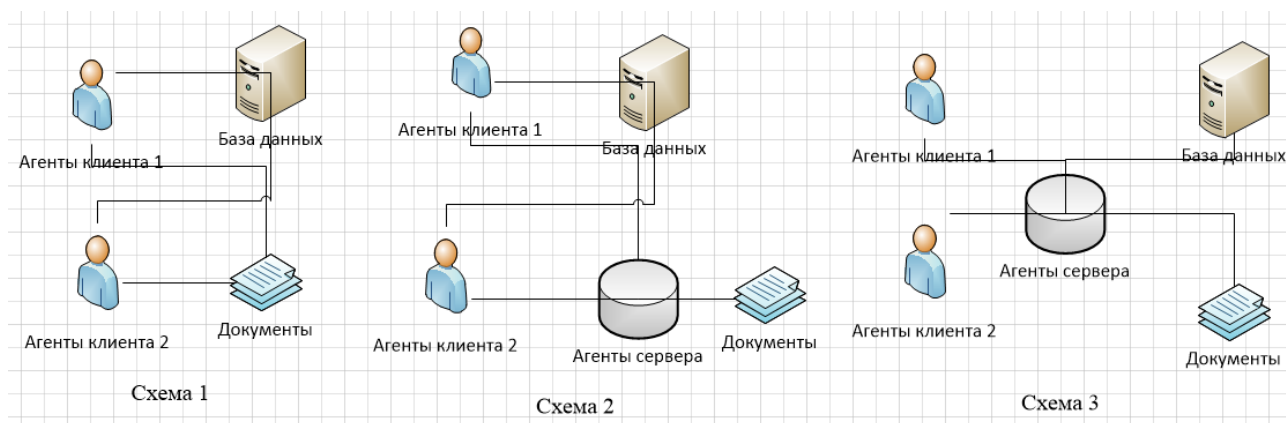 База данных
Агенты клиента 1
Агенты клиента 2
Документы
Схема 1
Агенты клиента 1
База данных
Агенты клиента 2
Агенты сервера
Документы
Схема 2
Агенты клиента 1
База данных
Агенты сервера
Агенты клиента 2
Документы
Схема 3